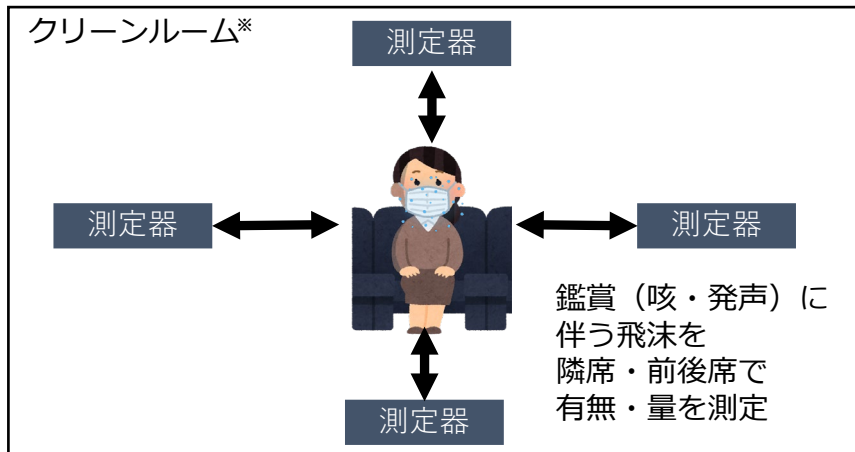 クリーンルーム※
測定器
測定器
測定器
鑑賞（咳・発声）に
伴う飛沫を
隣席・前後席で
有無・量を測定
測定器